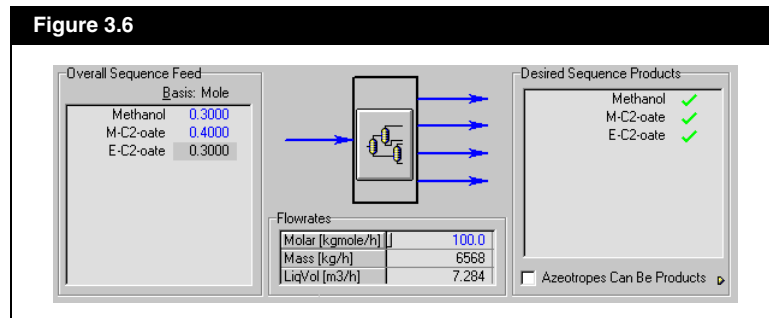 Figure 3.6
Overall Sequence Feed
Basis: Mole
Methanol 0.3000
M-C2-oate 0.4000
E-C2-oate 0.3000
Flowrates
Molar [kgmole/h] 100.0
Mass [kg/h] 6568
LiqVol [m3/h] 7.284
Desired Sequence Products
Methanol
M-C2-oate
E-C2-oate
Azeotropes Can Be Products